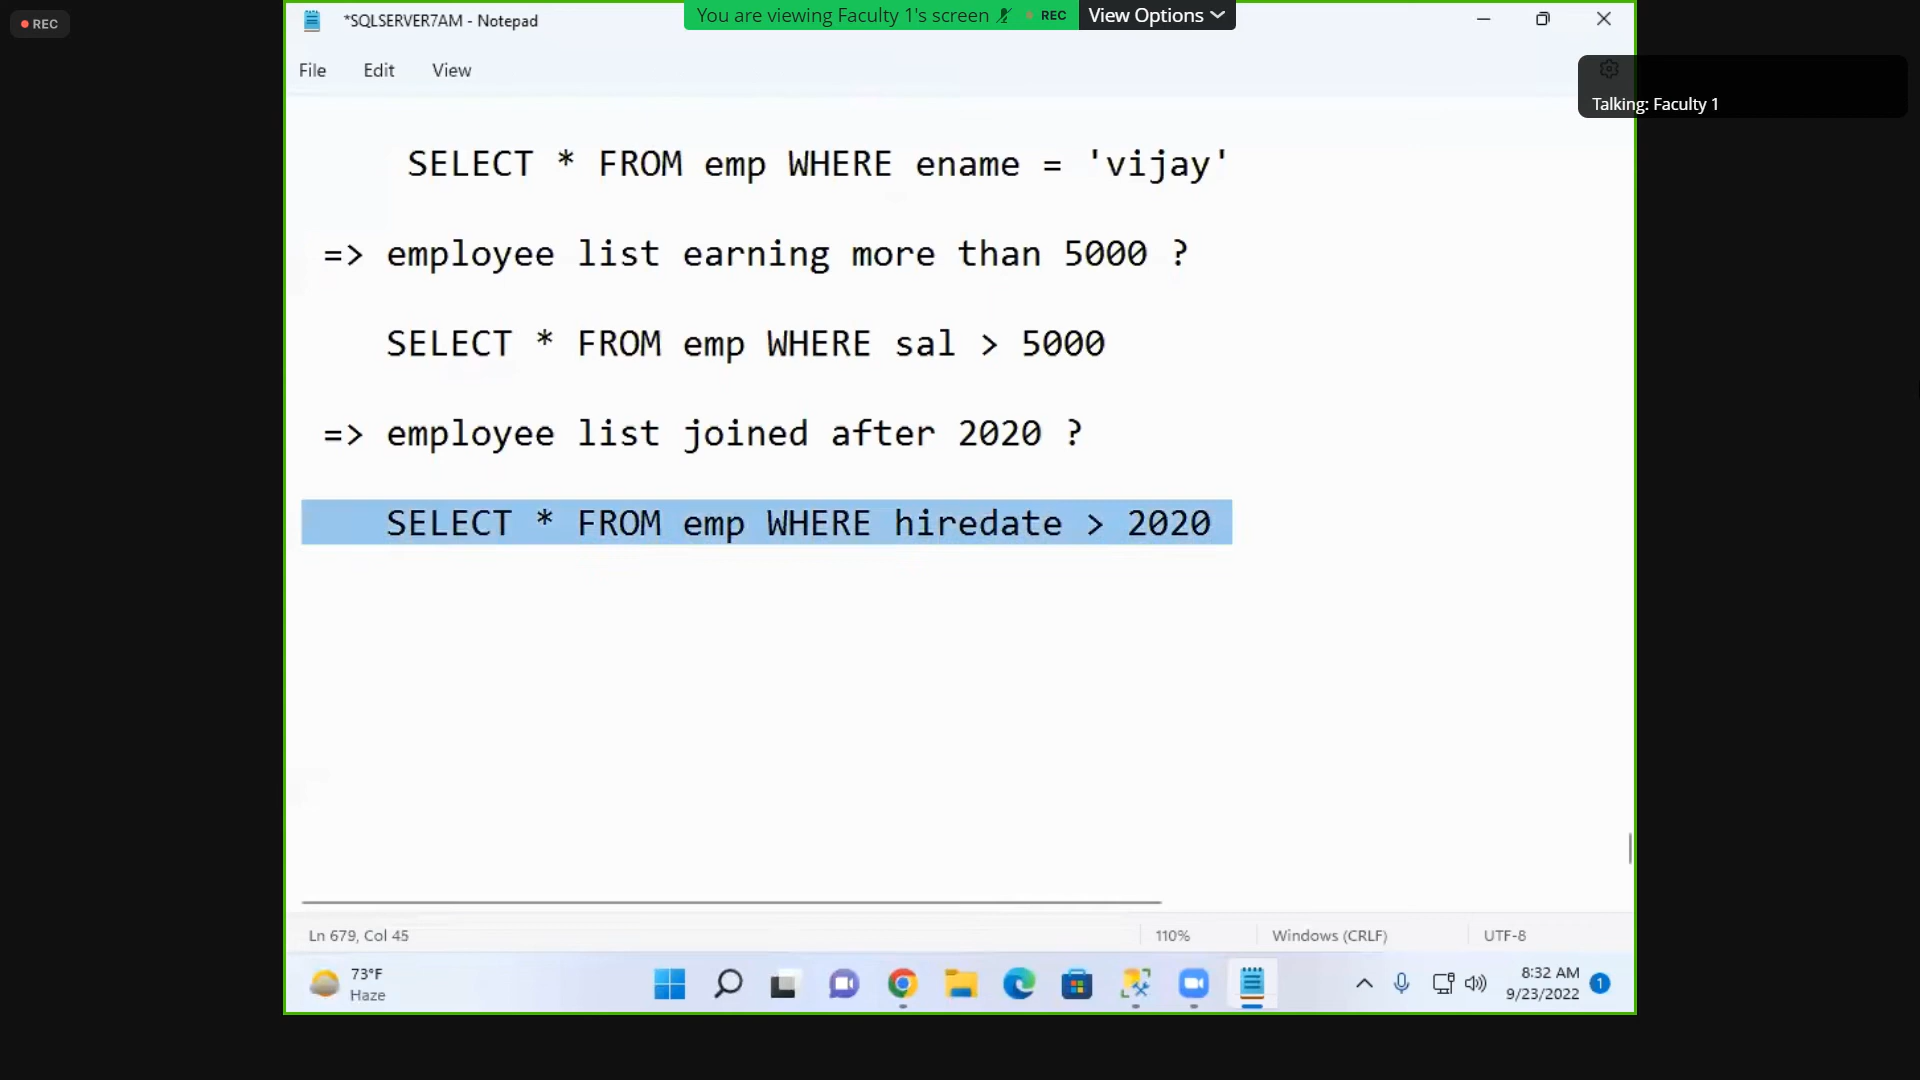 REC
*SQLSERVER7AM - Notepad
You are viewing Faculty 1's screen REC View Options
File Edit View
Talking: Faculty 1
SELECT * FROM emp WHERE ename = 'vijay'
=> employee list earning more than 5000 ?
SELECT * FROM emp WHERE sal > 5000
=> employee list joined after 2020 ?
SELECT * FROM emp WHERE hiredate > 2020
Ln 679, Col 45 110% Windows (CRLF) UTF-8
73°F
Haze
8:32 AM
9/23/2022
1